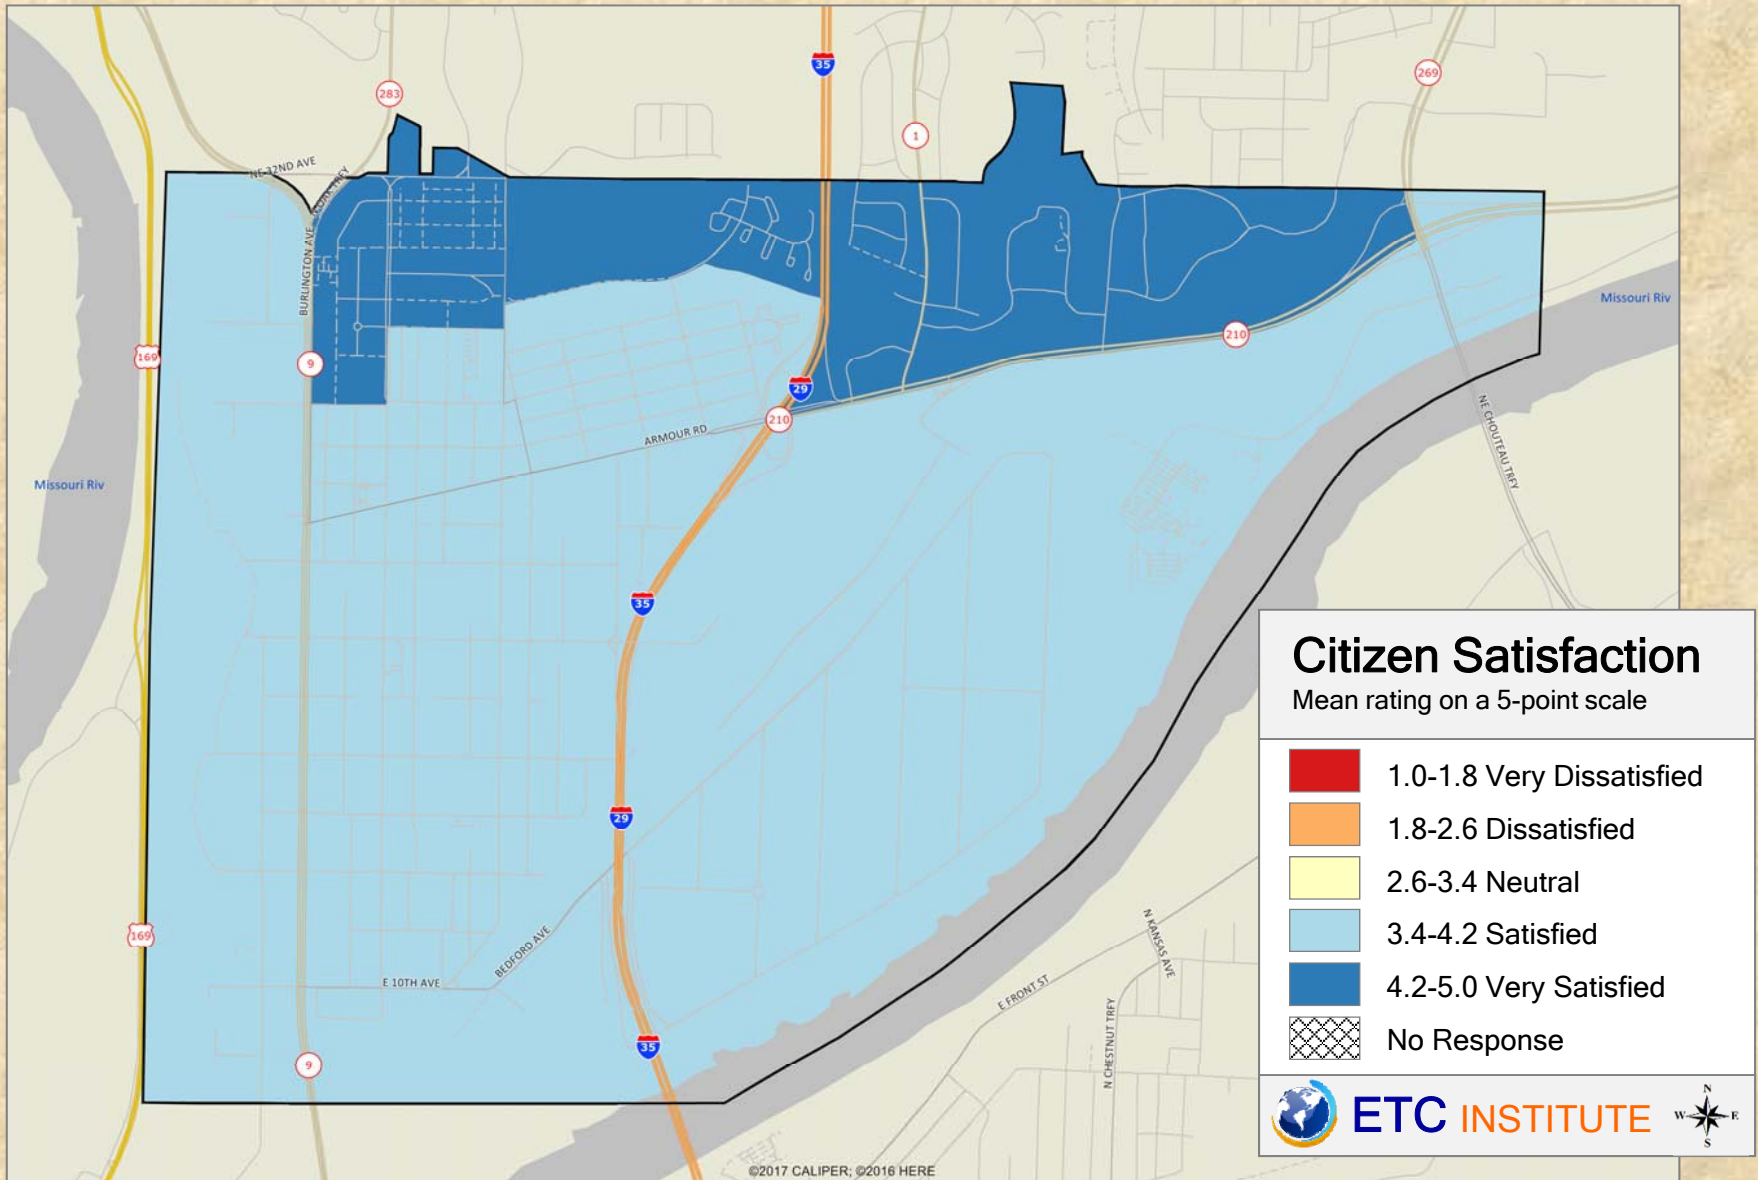 35
269
283
1
NE 32ND AVE
BURLINGTON AVE
Missouri Riv
169
9
210
29
210
ARMOUR RD
NE CHOUTEAU TRFY
Missouri Riv
35
Citizen Satisfaction
Mean rating on a 5-point scale
1.0-1.8 Very Dissatisfied
1.8-2.6 Dissatisfied
2.6-3.4 Neutral
3.4-4.2 Satisfied
4.2-5.0 Very Satisfied
No Response
29
169
BEDFORD AVE
E 10TH AVE
N KANSAS AVE
E FRONT ST
N CHESTNUT TRFY
35
9
ETC INSTITUTE
N
W E
S
©2017 CALIPER; ©2016 HERE